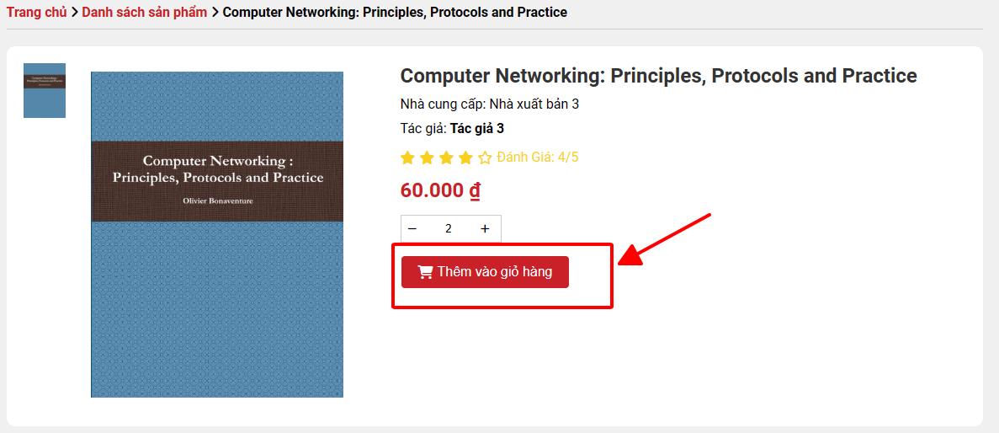 Trang chủ > Danh sách sản phẩm > Computer Networking: Principles, Protocols and Practice
Computer Networking :
Principles, Protocols and Practice
Olivier Bonaventure
Computer Networking: Principles, Protocols and Practice
Nhà cung cấp: Nhà xuất bản 3
Tác giả: Tác giả 3
Đánh Giá: 4/5
60.000 ₫
− 2 +
Thêm vào giỏ hàng